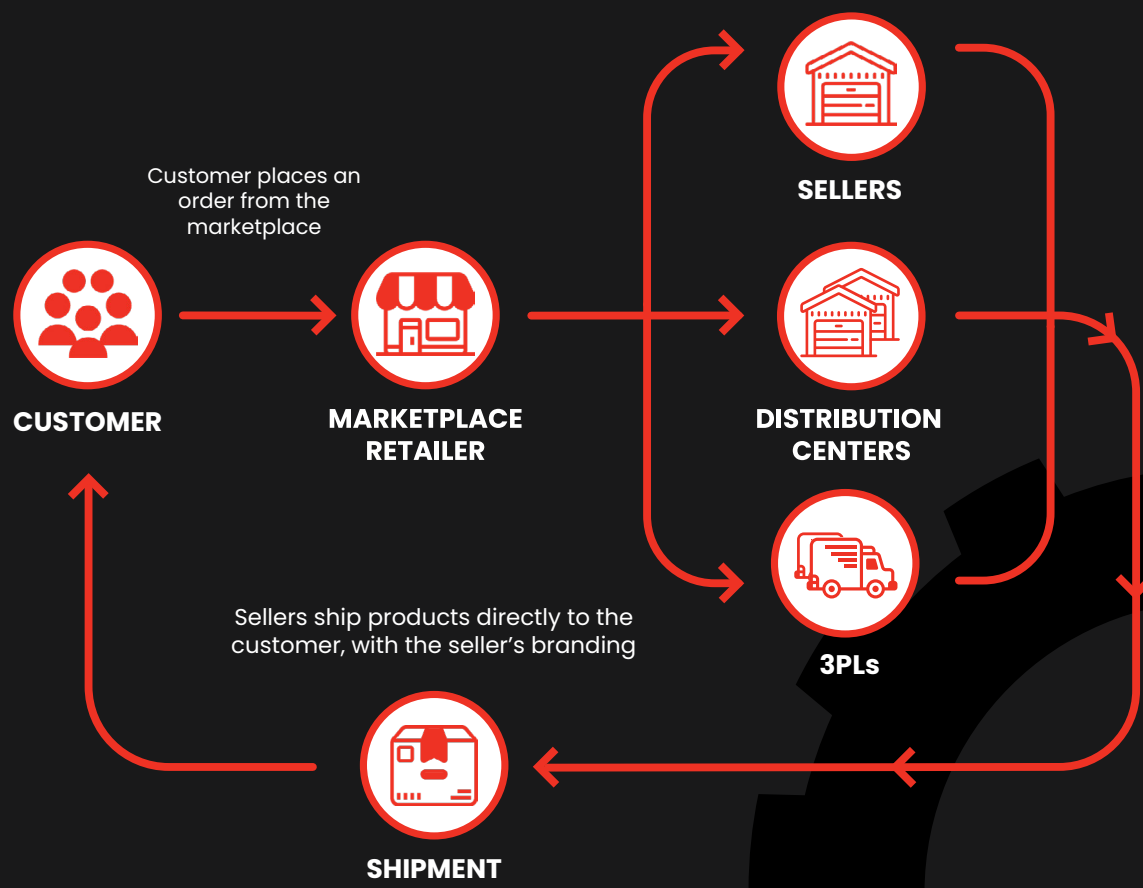 Customer places an
order from the
marketplace
SELLERS
CUSTOMER
MARKETPLACE
RETAILER
DISTRIBUTION
CENTERS
Sellers ship products directly to the
customer, with the seller’s branding
3PLs
SHIPMENT